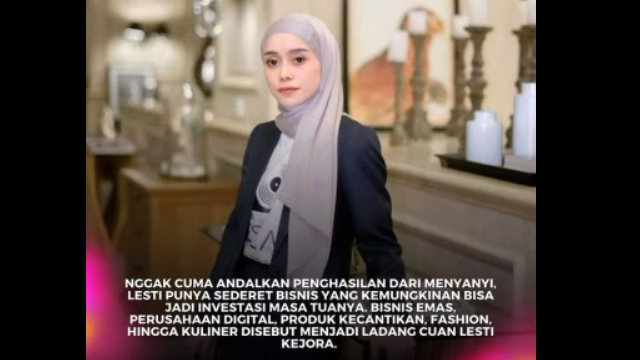 NGGAK CUMA ANDALKAN PENGHASILAN DARI MENYANYI,
LESTI PUNYA SEDERET BISNIS YANG KEMUNGKINAN BISA
JADI INVESTASI MASA TUANYA. BISNIS EMAS,
PERUSAHAAN DIGITAL, PRODUK KECANTIKAN, FASHION,
HINGGA KULINER DISEBUT MENJADI LADANG CUAN LESTI
KEJORA.